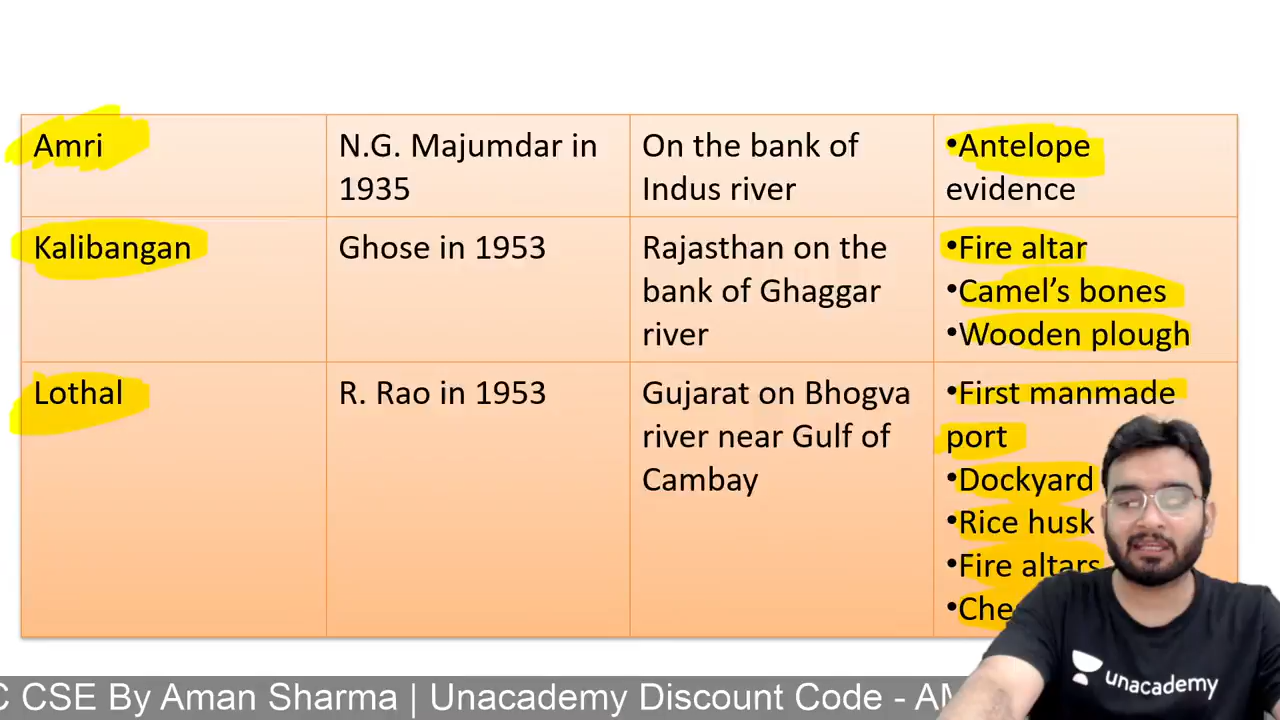 Amri
N.G. Majumdar in
1935
On the bank of
Indus river
•Antelope
evidence
Kalibangan
Ghose in 1953
Rajasthan on the
bank of Ghaggar
river
•Fire altar
•Camel’s bones
•Wooden plough
Lothal
R. Rao in 1953
Gujarat on Bhogva
river near Gulf of
Cambay
•First manmade
port
•Dockyard
•Rice husk
•Fire altars
unacademy
CSE By Aman Sharma | Unacademy Discount Code -